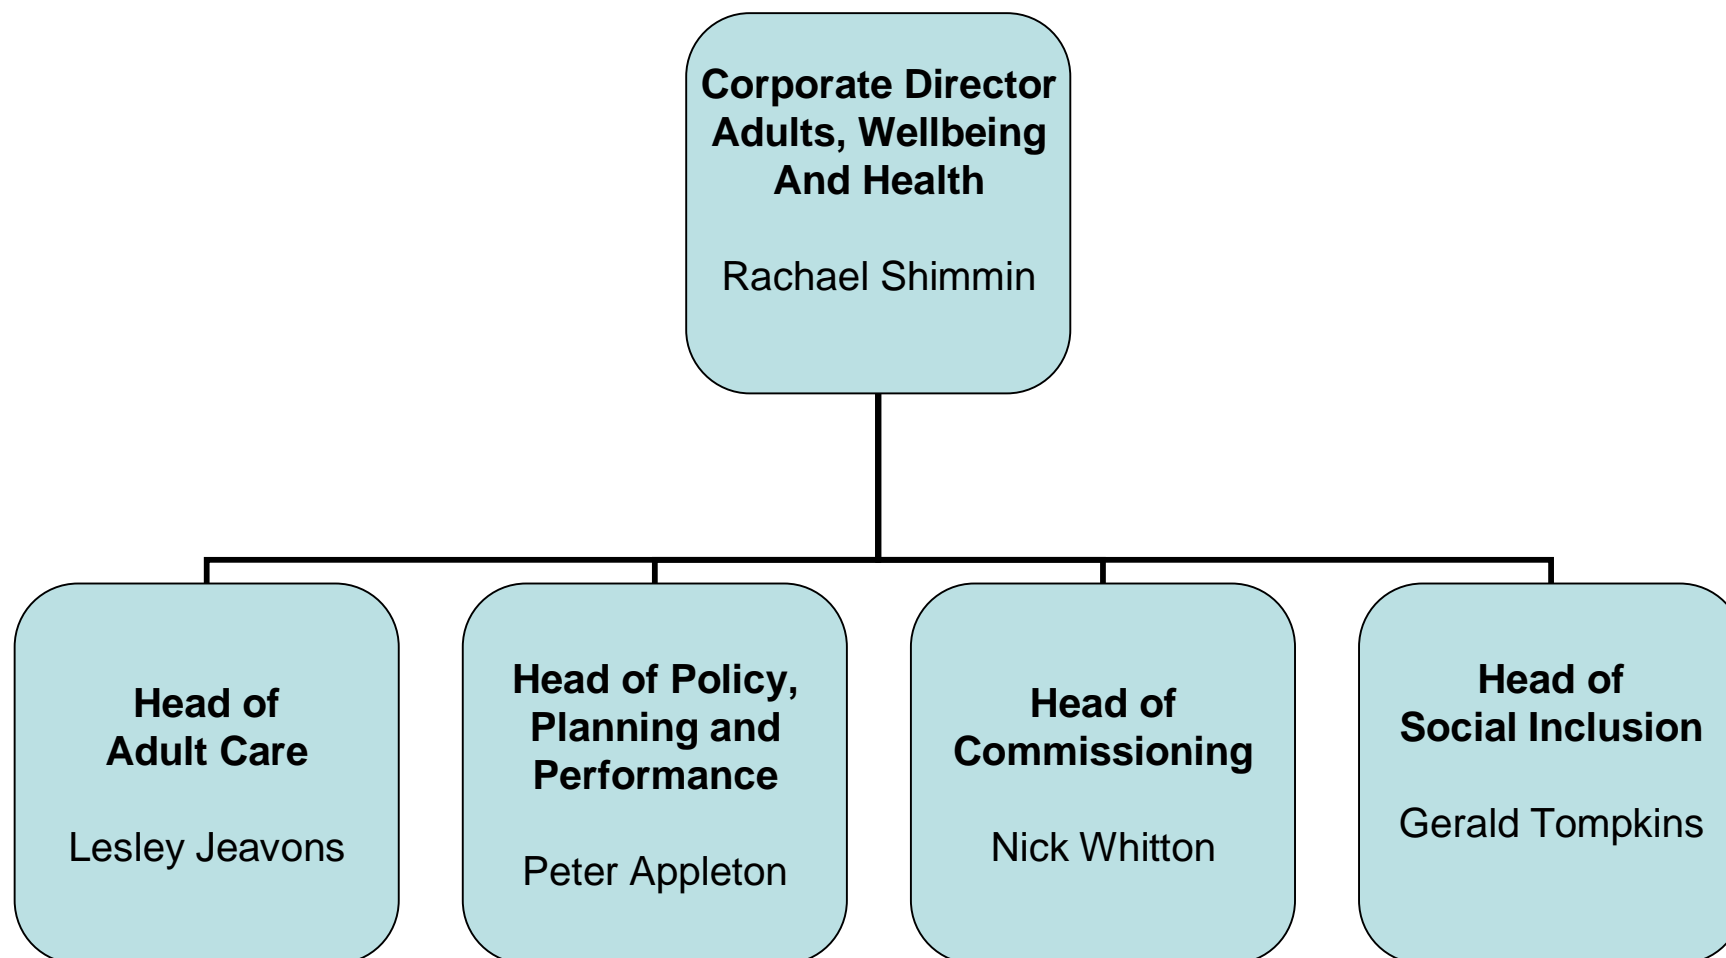 Corporate Director
Adults, Wellbeing
And Health
Rachael Shimmin
Head of
Adult Care
Lesley Jeavons
Head of Policy,
Planning and
Performance
Peter Appleton
Head of
Commissioning
Nick Whitton
Head of
Social Inclusion
Gerald Tompkins